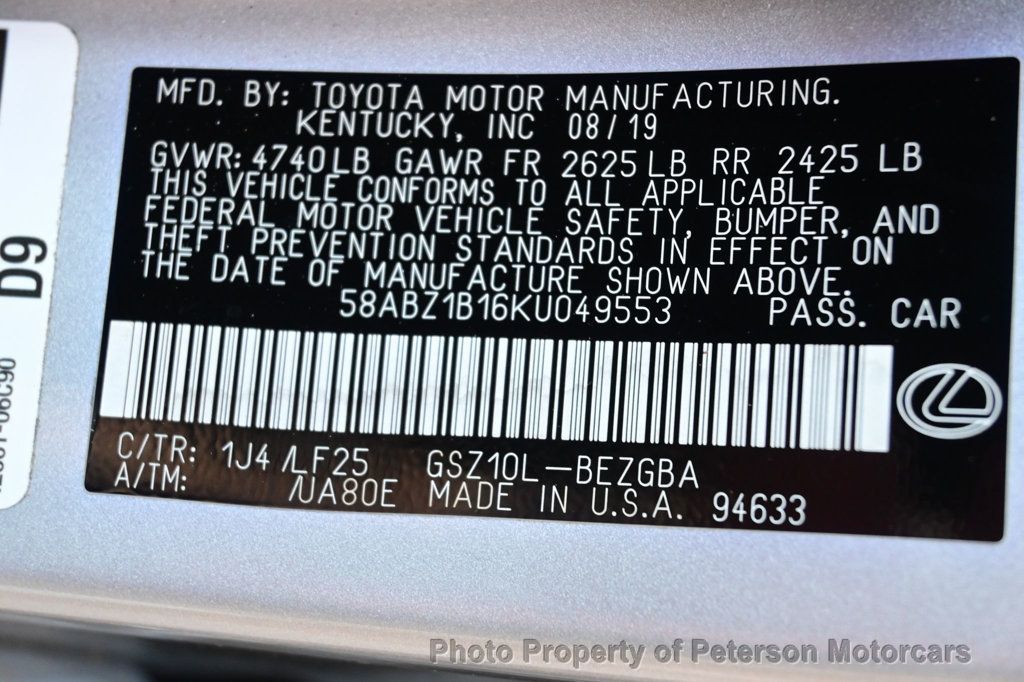 MFD. BY: TOYOTA MOTOR MANUFACTURING.
KENTUCKY, INC 08/19
GVWR: 4740LB GAWR FR 2625LB RR 2425 LB
THIS VEHICLE CONFORMS TO ALL APPLICABLE
FEDERAL MOTOR VEHICLE SAFETY, BUMPER, AND
THEFT PREVENTION STANDARDS IN EFFECT ON
THE DATE OF MANUFACTURE SHOWN ABOVE.
58ABZ1B16KU049553 PASS. CAR
C/TR: 1J4 /LF25 GSZ10L-BEZGBA
A/TM: /UA80E MADE IN U.S.A. 94633
D9
Photo Property of Peterson Motorcars